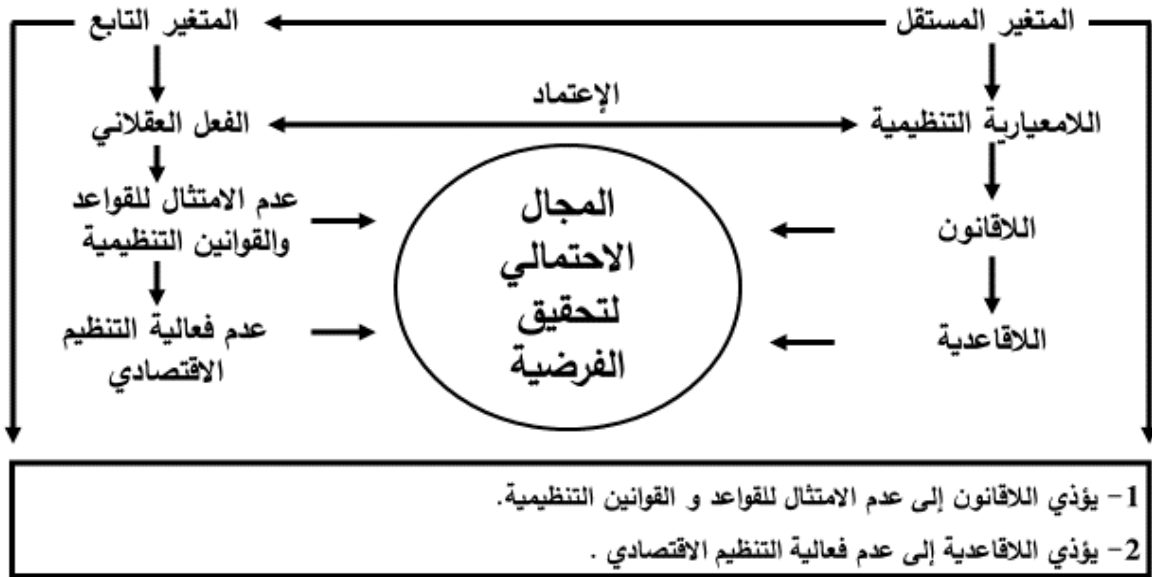 المتغير المستقل
المتغير التابع
الإعتماد
اللامعيارية التنظيمية
الفعل العقلاني
اللاقانون
عدم الامتثال للقواعد
والقوانين التنظيمية
اللاقاعدية
عدم فعالية التنظيم
الاقتصادي
المجال
الاحتمالي
لتحقيق
الفرضية
1- يؤذي اللاقانون إلى عدم الامتثال للقواعد و القوانين التنظيمية.
2- يؤذي اللاقاعدية إلى عدم فعالية التنظيم الاقتصادي .